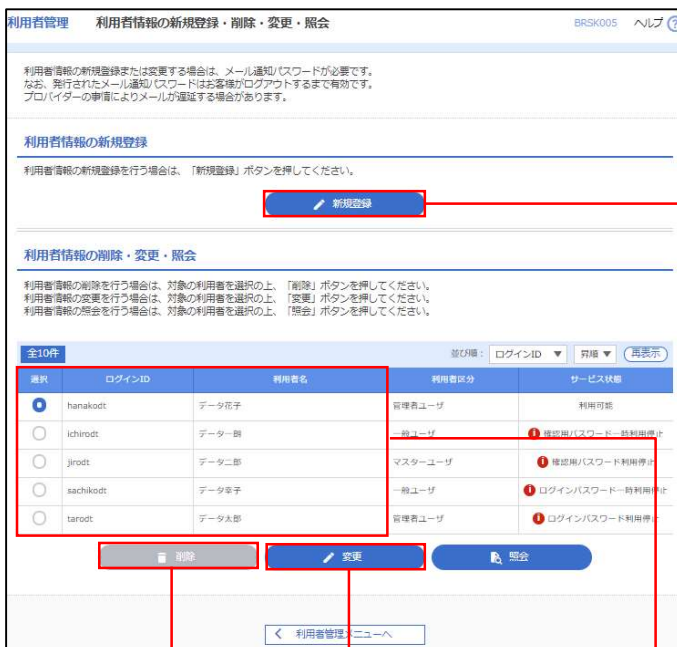 利用者管理 利用者情報の新規登録・削除・変更・照会 BRSK005 ヘルプ ?
利用者情報の新規登録または変更する場合は、メール通知パスワードが必要です。
なお、発行されたメール通知パスワードはお客様がログアウトするまで有効です。
プロバイダーの事情によりメールが遅延する場合があります。
利用者情報の新規登録
利用者情報の新規登録を行う場合は、「新規登録」ボタンを押してください。
新規登録
利用者情報の削除・変更・照会
利用者情報の削除を行う場合は、対象の利用者を選択の上、「削除」ボタンを押してください。
利用者情報の変更を行う場合は、対象の利用者を選択の上、「変更」ボタンを押してください。
利用者情報の照会を行う場合は、対象の利用者を選択の上、「照会」ボタンを押してください。
全10件 並び順： ログインID ▼ 昇順 ▼ 再表示
選択 ログインID 利用者名 利用者区分 サービス状態
hanakodt データ花子 管理者ユーザ 利用可能
ichirodt データ一朗 一般ユーザ 確認用パスワード一時利用停止
jirodt データ二郎 マスターユーザ 確認用パスワード利用停止
sachikodt データ幸子 一般ユーザ ログインパスワード一時利用停止
tarodt データ太郎 管理者ユーザ ログインパスワード利用停止
削除 変更 照会
利用者管理メニューへ